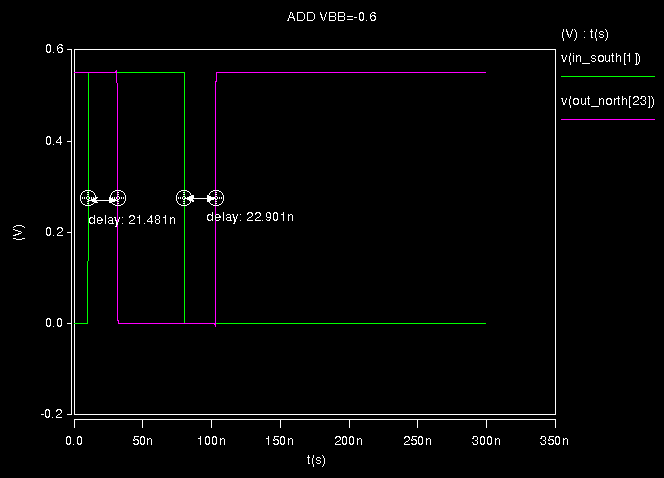 ADD VBB=-0.6
(V) : t(s)
v(in_south[1])
v(out_north[23])
0.6
0.4
0.2
0.0
-0.2
(V)
delay: 21.481n
delay: 22.901n
0.0 50n 100n 150n 200n 250n 300n 350n
t(s)